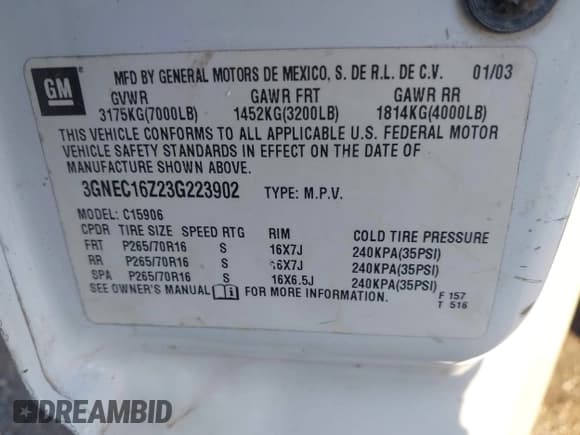 GM
MFD BY GENERAL MOTORS DE MEXICO, S. DE R.L. DE C.V. 01/03
GVWR GAWR FRT GAWR RR
3175KG(7000LB) 1452KG(3200LB) 1814KG(4000LB)
THIS VEHICLE CONFORMS TO ALL APPLICABLE U.S. FEDERAL MOTOR
VEHICLE SAFETY STANDARDS IN EFFECT ON THE DATE OF
MANUFACTURE SHOWN ABOVE.
3GNEC16Z23G223902 TYPE: M.P.V.
MODEL: C15906
CPDR TIRE SIZE SPEED RTG RIM COLD TIRE PRESSURE
FRT P265/70R16 S 16X7J 240KPA(35PSI)
RR P265/70R16 S 16X7J 240KPA(35PSI)
SPA P265/70R16 S 16X6.5J 240KPA(35PSI)
SEE OWNER'S MANUAL i FOR MORE INFORMATION.
F 157
T 516
DREAMBID